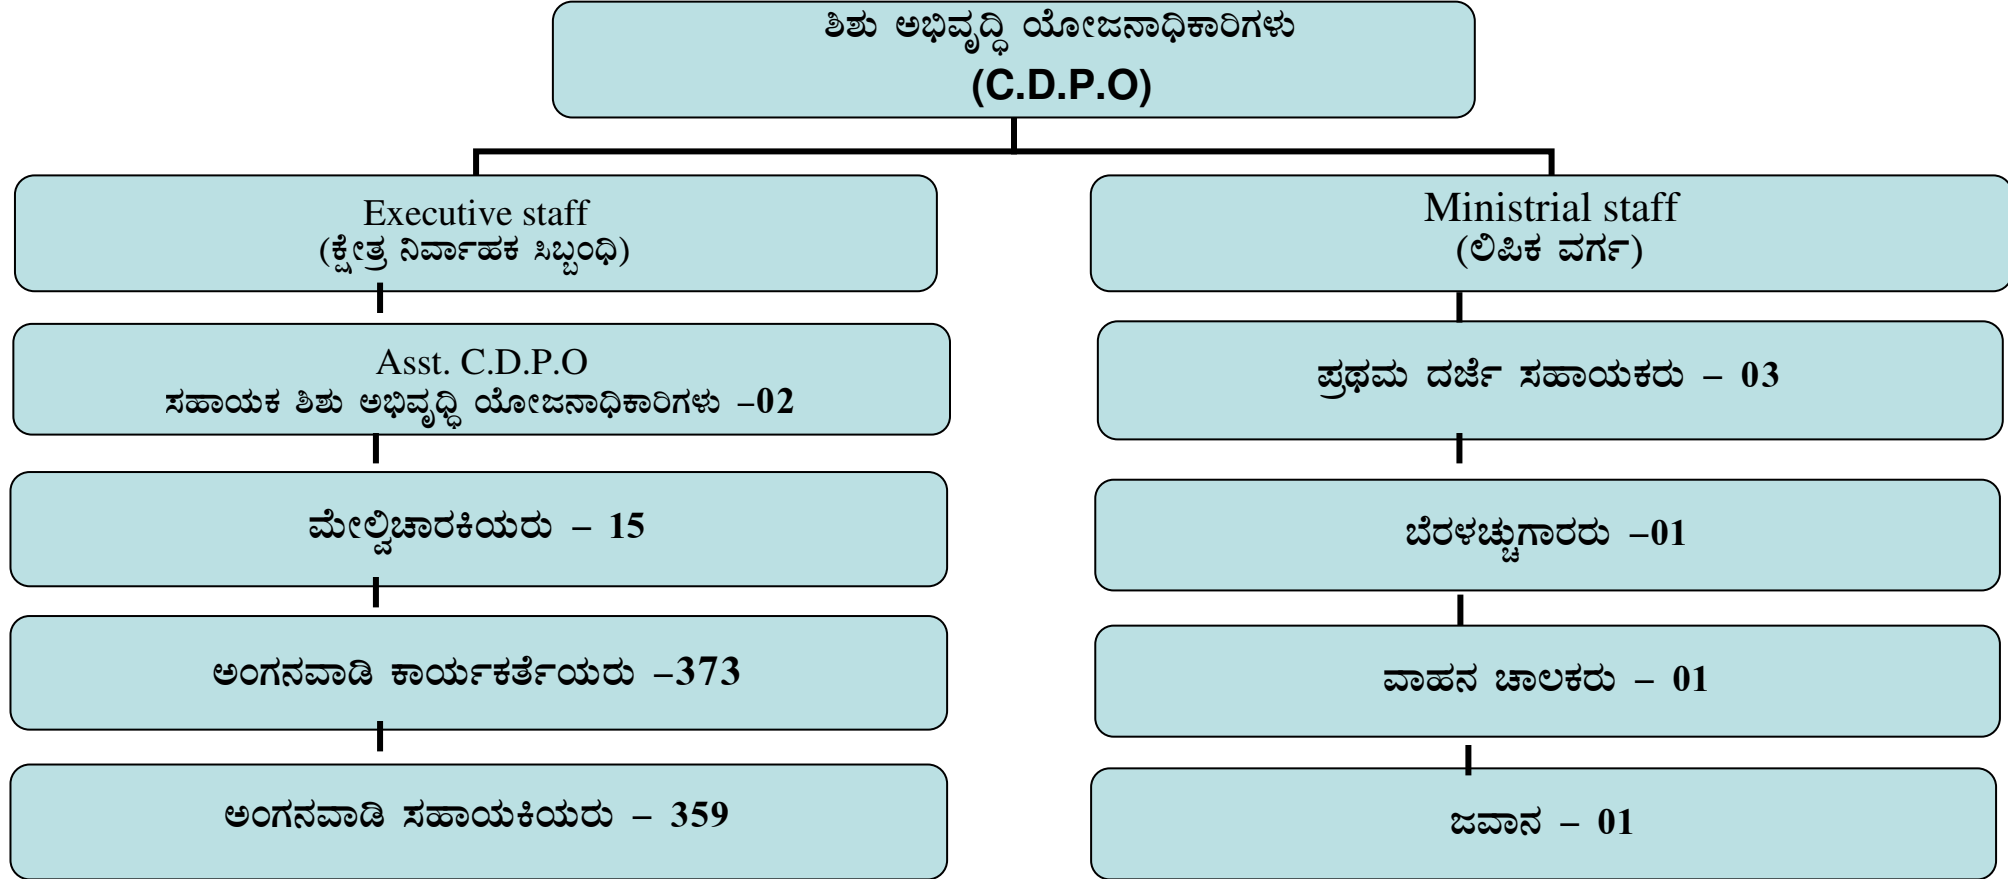 ಶಿಶು ಅಭಿವೃದ್ಧಿ ಯೋಜನಾಧಿಕಾರಿಗಳು
(C.D.P.O)
Executive staff
(ಕ್ಷೇತ್ರ ನಿರ್ವಾಹಕ ಸಿಬ್ಬಂಧಿ)
Asst. C.D.P.O
ಸಹಾಯಕ ಶಿಶು ಅಭಿವೃಧ್ಧಿ ಯೋಜನಾಧಿಕಾರಿಗಳು –02
ಮೇಲ್ವಿಚಾರಕಿಯರು – 15
ಅಂಗನವಾಡಿ ಕಾರ್ಯಕರ್ತೆಯರು –373
ಅಂಗನವಾಡಿ ಸಹಾಯಕಿಯರು – 359
Ministrial staff
(ಲಿಪಿಕ ವರ್ಗ)
ಪ್ರಥಮ ದರ್ಜೆ ಸಹಾಯಕರು – 03
ಬೆರಳಚ್ಚುಗಾರರು –01
ವಾಹನ ಚಾಲಕರು – 01
ಜವಾನ – 01